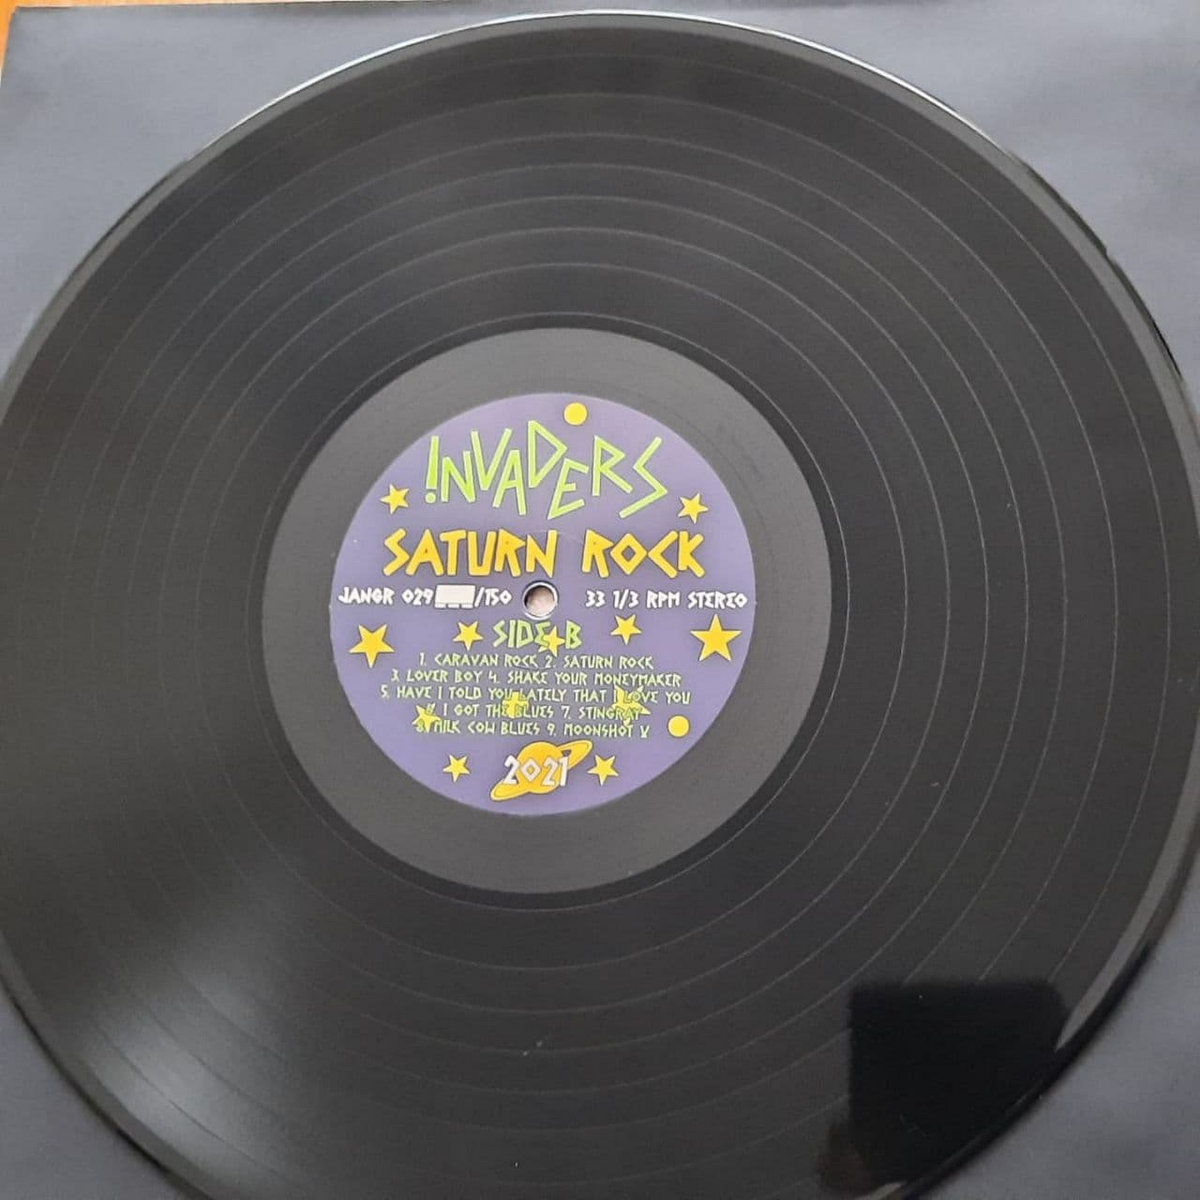 !NVADERS
SATURN ROCK
JANGR 029 ___/150 33 1/3 RPM STEREO
SIDE B
1. CARAVAN ROCK 2. SATURN ROCK
3. LOVER BOY 4. SHAKE YOUR MONEYMAKER
5. HAVE I TOLD YOU LATELY THAT I LOVE YOU
6. I GOT THE BLUES 7. STINGRAY
8. MILK COW BLUES 9. MOONSHOT V
2021